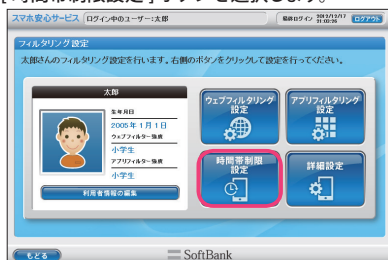 [時間帯制限設定]ボタンを選択します。
スマホ安心サービス ログイン中のユーザー:太郎 最終ログイン 2012/12/17 21:03:26 ログアウト
フィルタリング設定
太郎さんのフィルタリング設定を行います。右側のボタンをクリックして設定を行ってください。
太郎
生年月日
2005年1月1日
ウェブフィルター強度
小学生
アプリフィルター強度
小学生
利用者情報の編集
ウェブフィルタリング
設定
アプリフィルタリング
設定
時間帯制限
設定
詳細設定
もどる
SoftBank